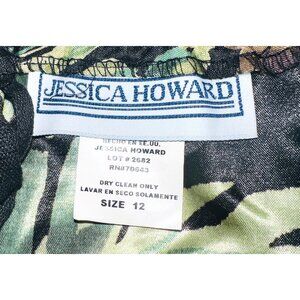 JESSICA HOWARD
HECHO EN EE.UU.
JESSICA HOWARD
LOT # 2682
RN#70643
DRY CLEAN ONLY
LAVAR EN SECO SOLAMENTE
SIZE 12